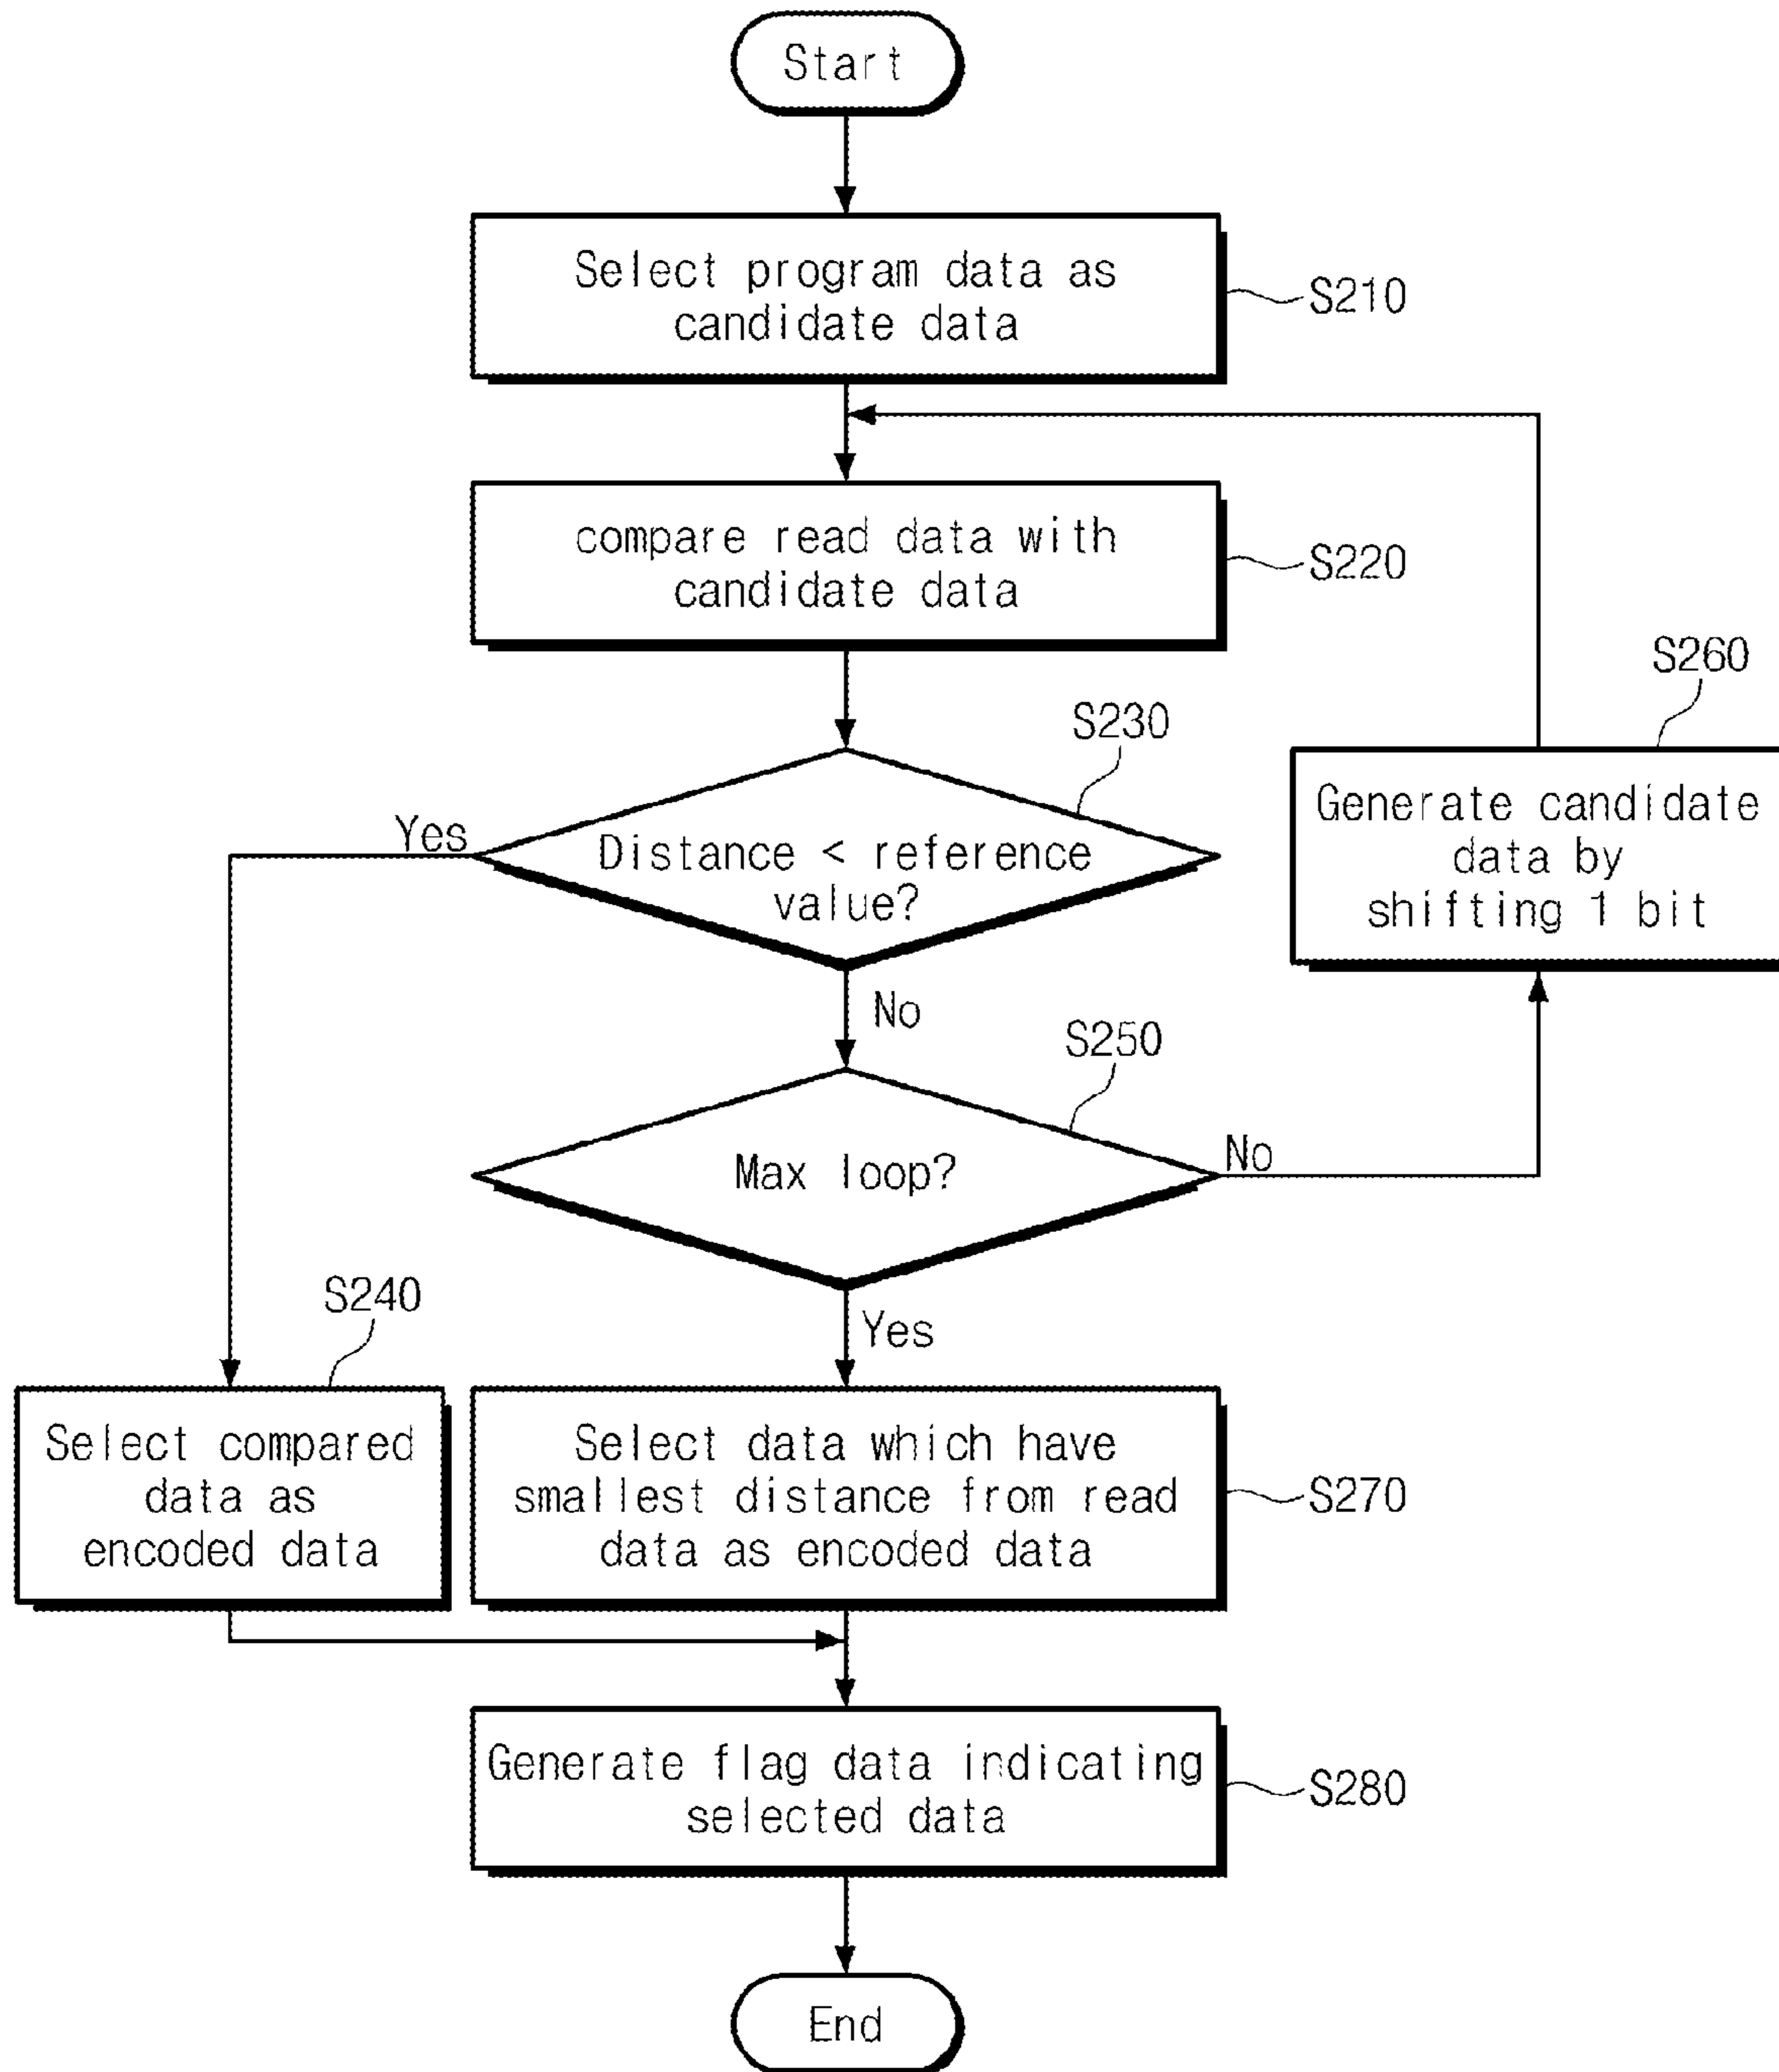 Start
Select program data as
candidate data
S210
compare read data with
candidate data
S220
S260
S230
Generate candidate
data by
shifting 1 bit
Yes
Distance < reference
value?
No
S250
Max loop?
No
S240
Yes
Select compared
data as
encoded data
Select data which have
smallest distance from read
data as encoded data
S270
Generate flag data indicating
selected data
S280
End